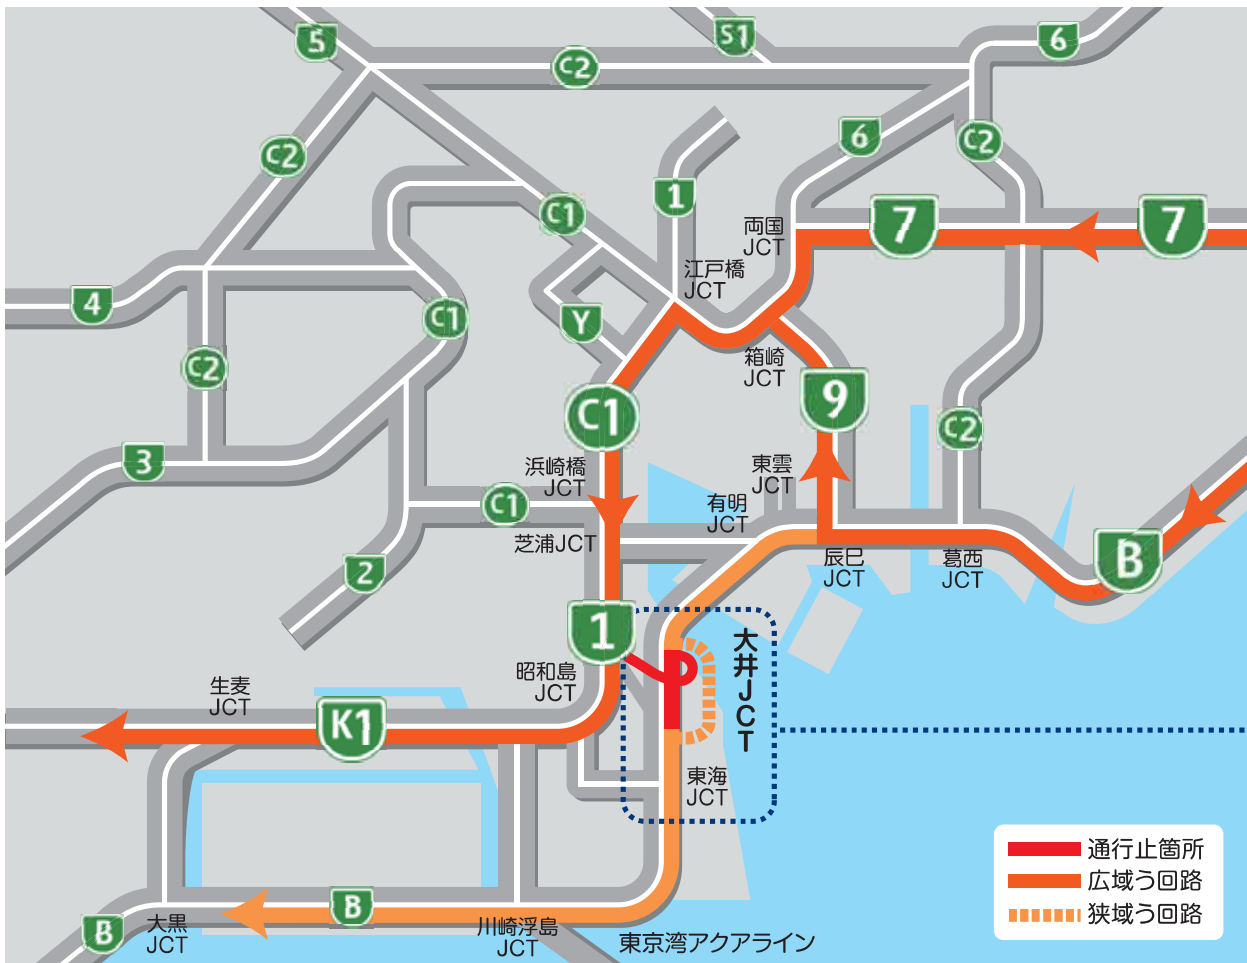 5
S1
6
C2
6
C2
C2
1
C1
7
7
両国
JCT
江戸橋
JCT
4
C1
Y
C2
箱崎
JCT
9
C1
C2
3
浜崎橋
JCT
東雲
JCT
C1
有明
JCT
芝浦JCT
辰巳
JCT
葛西
JCT
B
2
1
大井JCT
昭和島
JCT
生麦
JCT
K1
東海
JCT
通行止箇所
広域う回路
狭域う回路
B
B
大黒
JCT
川崎浮島
JCT
東京湾アクアライン